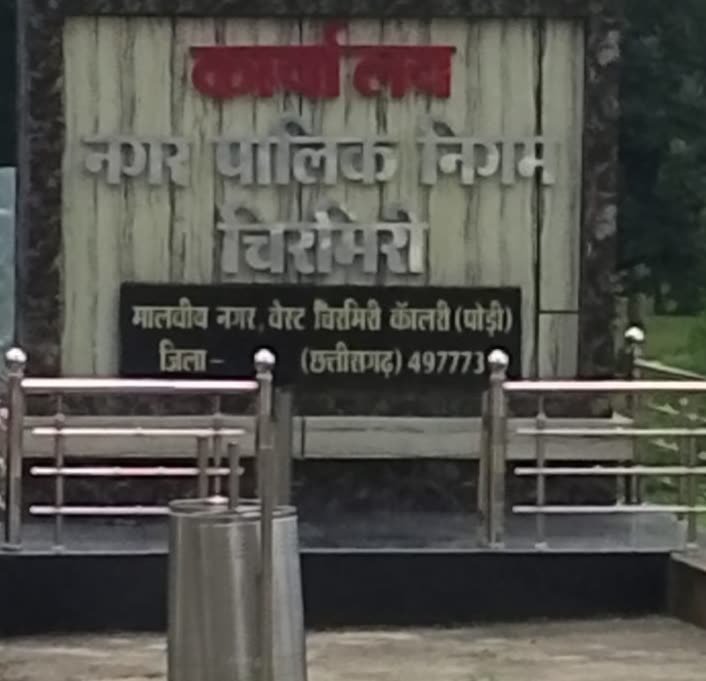 कार्यालय
नगर पालिक निगम
चिरमिरी
मालवीय नगर, वेस्ट चिरमिरी कॅालरी (पोड़ी)
जिला - (छत्तीसगढ़) 497773